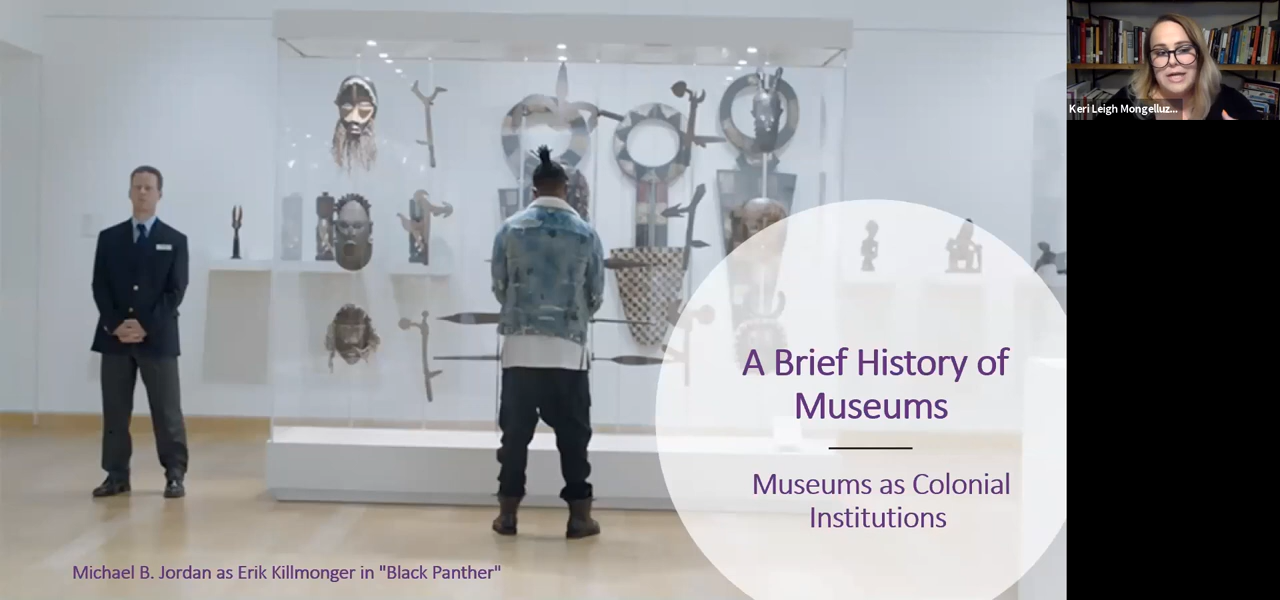 Keri Leigh Mongelluz...
A Brief History of
Museums
Museums as Colonial
Institutions
Michael B. Jordan as Erik Killmonger in "Black Panther"